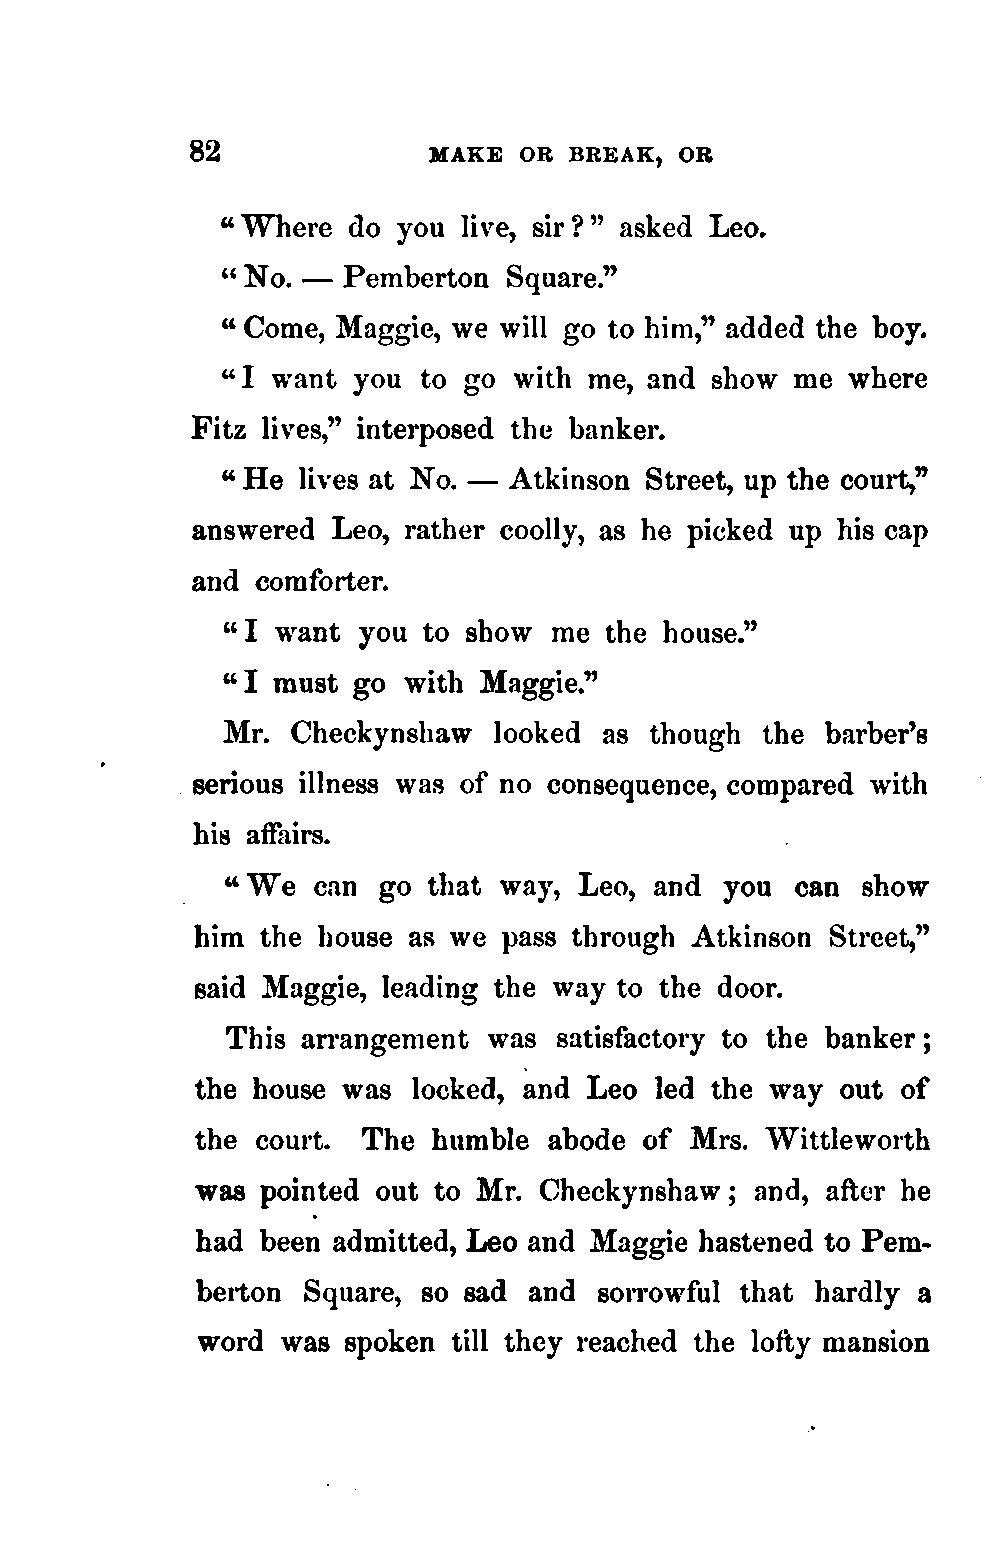 82 MAKE OR BREAK, OR
“Where do you live, sir?” asked Leo.
“No. — Pemberton Square.”
“Come, Maggie, we will go to him,” added the boy.
“I want you to go with me, and show me where
Fitz lives,” interposed the banker.
“He lives at No. — Atkinson Street, up the court,”
answered Leo, rather coolly, as he picked up his cap
and comforter.
“I want you to show me the house.”
“I must go with Maggie.”
Mr. Checkynshaw looked as though the barber’s
serious illness was of no consequence, compared with
his affairs.
“We can go that way, Leo, and you can show
him the house as we pass through Atkinson Street,”
said Maggie, leading the way to the door.
This arrangement was satisfactory to the banker;
the house was locked, and Leo led the way out of
the court. The humble abode of Mrs. Wittleworth
was pointed out to Mr. Checkynshaw; and, after he
had been admitted, Leo and Maggie hastened to Pem-
berton Square, so sad and sorrowful that hardly a
word was spoken till they reached the lofty mansion